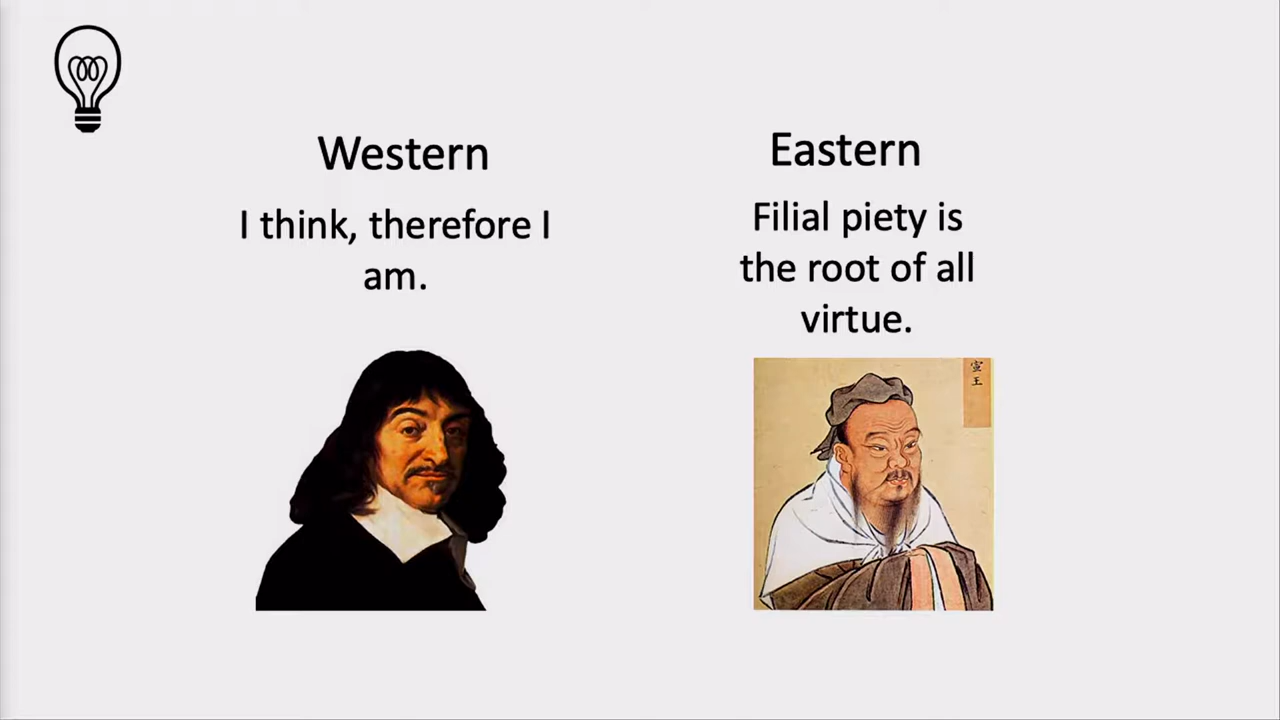 Western
I think, therefore I
am.
Eastern
Filial piety is
the root of all
virtue.
宣
王